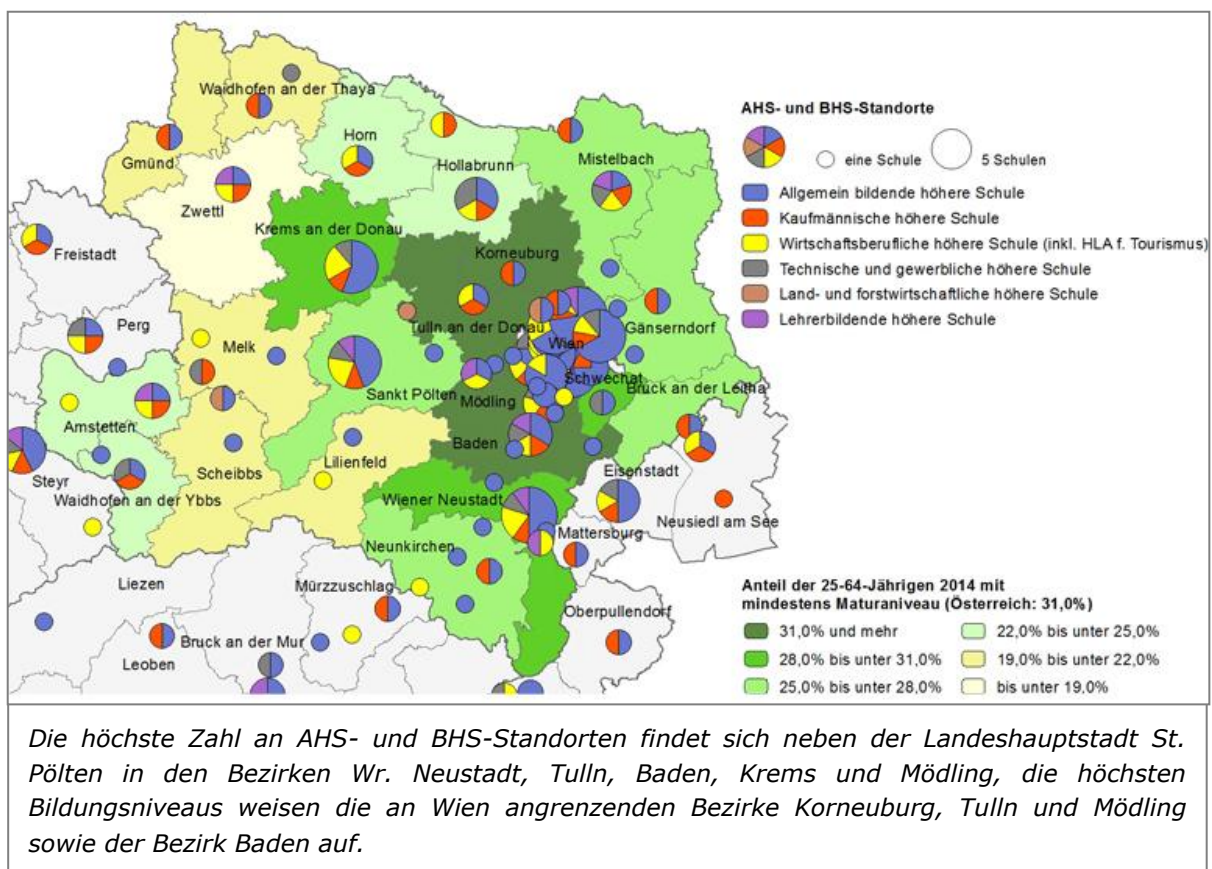 Waidhofen an der Thaya
Gmünd
Horn
Hollabrunn
Mistelbach
Zwettl
Krems an der Donau
Korneuburg
Freistadt
Perg
Melk
Tulln an der Donau
Wien
Gänserndorf
Sankt Pölten
Schwechat
Bruck an der Leitha
Mödling
Amstetten
Baden
Scheibbs
Lilienfeld
Eisenstadt
Steyr
Waidhofen an der Ybbs
Wiener Neustadt
Neusiedl am See
Mattersburg
Neunkirchen
Liezen
Mürzzuschlag
Oberpullendorf
Bruck an der Mur
Leoben
AHS- und BHS-Standorte
eine Schule
5 Schulen
Allgemein bildende höhere Schule
Kaufmännische höhere Schule
Wirtschaftsberufliche höhere Schule (inkl. HLA f. Tourismus)
Technische und gewerbliche höhere Schule
Land- und forstwirtschaftliche höhere Schule
Lehrerbildende höhere Schule
Anteil der 25-64-Jährigen 2014 mit
mindestens Maturaniveau (Österreich: 31,0%)
31,0% und mehr
22,0% bis unter 25,0%
28,0% bis unter 31,0%
19,0% bis unter 22,0%
25,0% bis unter 28,0%
bis unter 19,0%
Die höchste Zahl an AHS- und BHS-Standorten findet sich neben der Landeshauptstadt St.
Pölten in den Bezirken Wr. Neustadt, Tulln, Baden, Krems und Mödling, die höchsten
Bildungsniveaus weisen die an Wien angrenzenden Bezirke Korneuburg, Tulln und Mödling
sowie der Bezirk Baden auf.